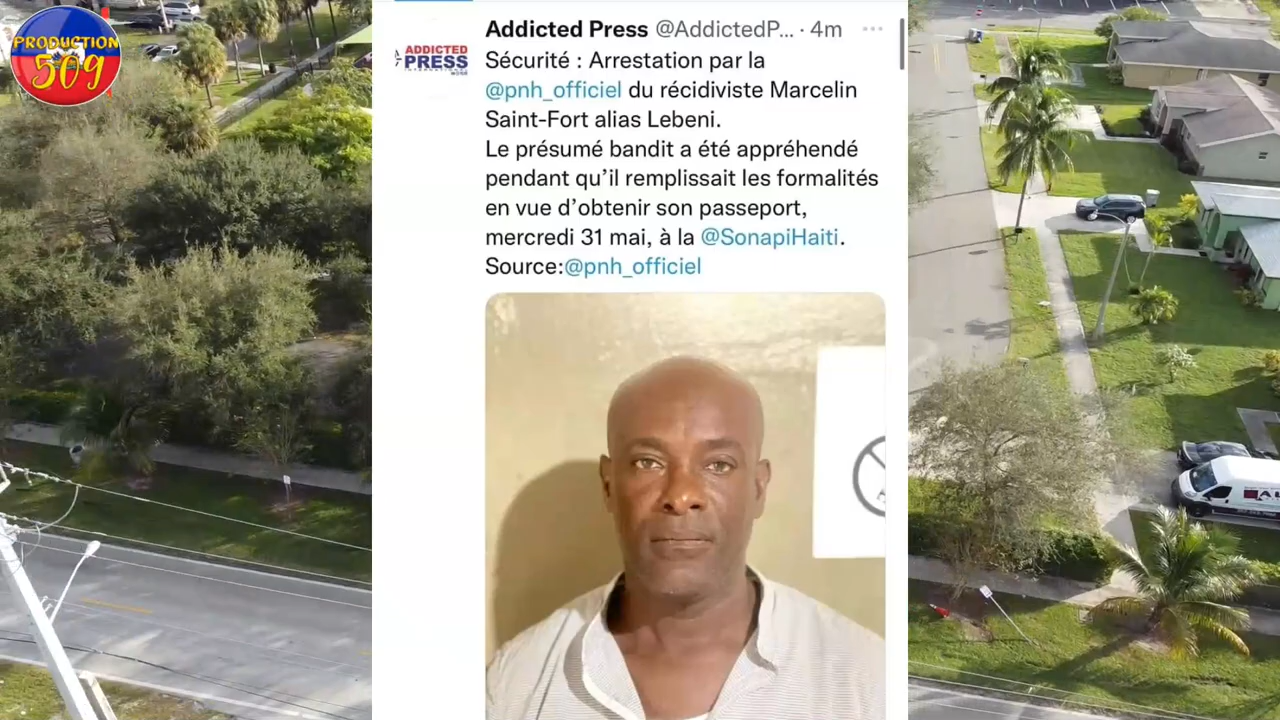 PRODUCTION
509
ADDICTED
PRESS
INTERNATIONAL
Addicted Press @AddictedP... · 4m
Sécurité : Arrestation par la
@pnh_officiel du récidiviste Marcelin
Saint-Fort alias Lebeni.
Le présumé bandit a été appréhendé
pendant qu’il remplissait les formalités
en vue d’obtenir son passeport,
mercredi 31 mai, à la @SonapiHaiti.
Source:@pnh_officiel